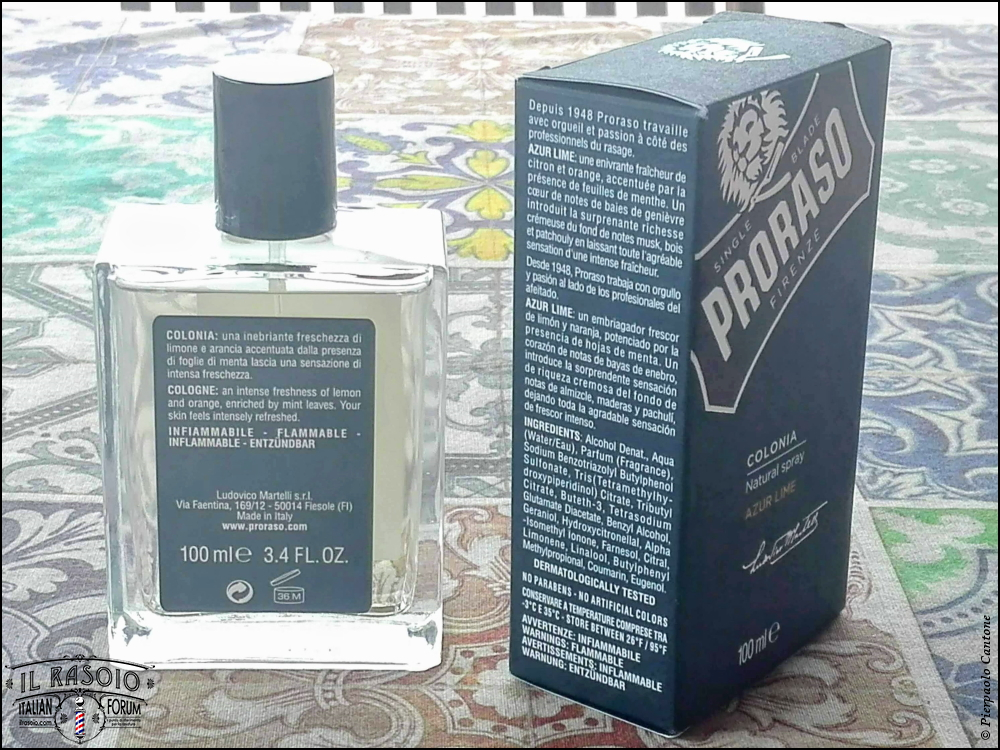 COLONIA: una inebriante freschezza di
limone e arancia accentuata dalla presenza
di foglie di menta lascia una sensazione di
intensa freschezza.
COLOGNE: an intense freshness of lemon
and orange, enriched by mint leaves. Your
skin feels intensely refreshed.
INFIAMMABILE - FLAMMABLE -
INFLAMMABLE - ENTZÜNDBAR
Ludovico Martelli s.r.l.
Via Faentina, 169/12 - 50014 Fiesole (FI)
Made in Italy
www.proraso.com
100 ml ℮ 3.4 FL.OZ.
36 M
Depuis 1948 Proraso travaille
avec orgueil et passion à côté des
professionnels du rasage.
AZUR LIME: une enivrante fraîcheur de
citron et orange, accentuée par la
présence de feuilles de menthe. Un
cœur de notes de baies de genièvre
introduit la surprenante richesse
crémeuse du fond de notes musk, bois
et patchouly en laissant toute l'agréable
sensation d'une intense fraîcheur.
Desde 1948, Proraso trabaja con orgullo
y pasión al lado de los profesionales del
afeitado.
AZUR LIME: un embriagador frescor
de limón y naranja, potenciado por la
presencia de hojas de menta. Un
corazón de notas de bayas de enebro,
introduce la sorprendente sensación
de riqueza cremosa del fondo de
notas de almizcle, maderas y pachulí,
dejando toda la agradable sensación
de frescor intenso.
INGREDIENTS: Alcohol Denat., Aqua
(Water/Eau), Parfum (Fragrance),
Sodium Benzotriazolyl Butylphenol
Sulfonate, Tris(Tetramethylhy-
droxypiperidinol) Citrate, Tributyl
Citrate, Buteth-3, Tetrasodium
Glutamate Diacetate, Benzyl Alcohol,
Geraniol, Hydroxycitronellal, Alpha
-Isomethyl Ionone, Farnesol, Citral,
Limonene, Linalool, Butylphenyl
Methylpropional, Coumarin, Eugenol.
DERMATOLOGICALLY TESTED
NO PARABENS - NO ARTIFICIAL COLORS
CONSERVARE A TEMPERATURE COMPRESE TRA
-3°C E 35°C - STORE BETWEEN 26°F / 95°F
AVVERTENZE: INFIAMMABILE
WARNINGS: FLAMMABLE
AVERTISSEMENTS: INFLAMMABLE
WARNUNG: ENTZÜNDBAR
SINGLE BLADE
PRORASO
FIRENZE
COLONIA
Natural spray
AZUR LIME
100 ml ℮
IL RASOIO
ITALIAN FORUM
ilrasoio.com
© Pierpaolo Cantone